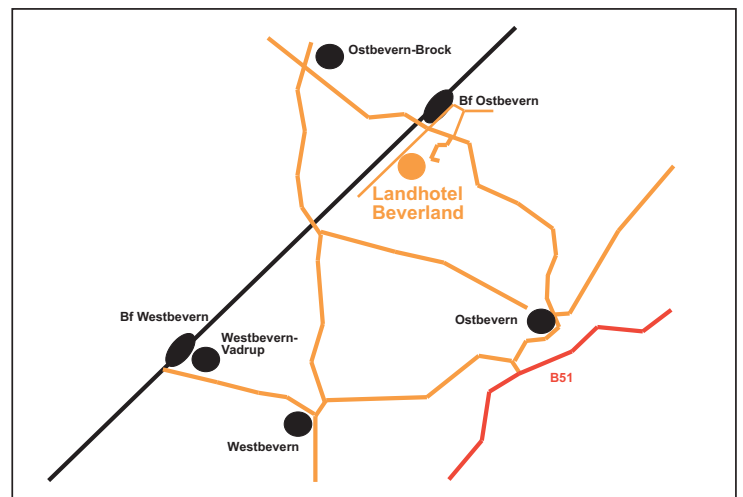 Ostbevern-Brock
Bf Ostbevern
Landhotel
Beverland
Bf Westbevern
Westbevern-
Vadrup
Ostbevern
B51
Westbevern